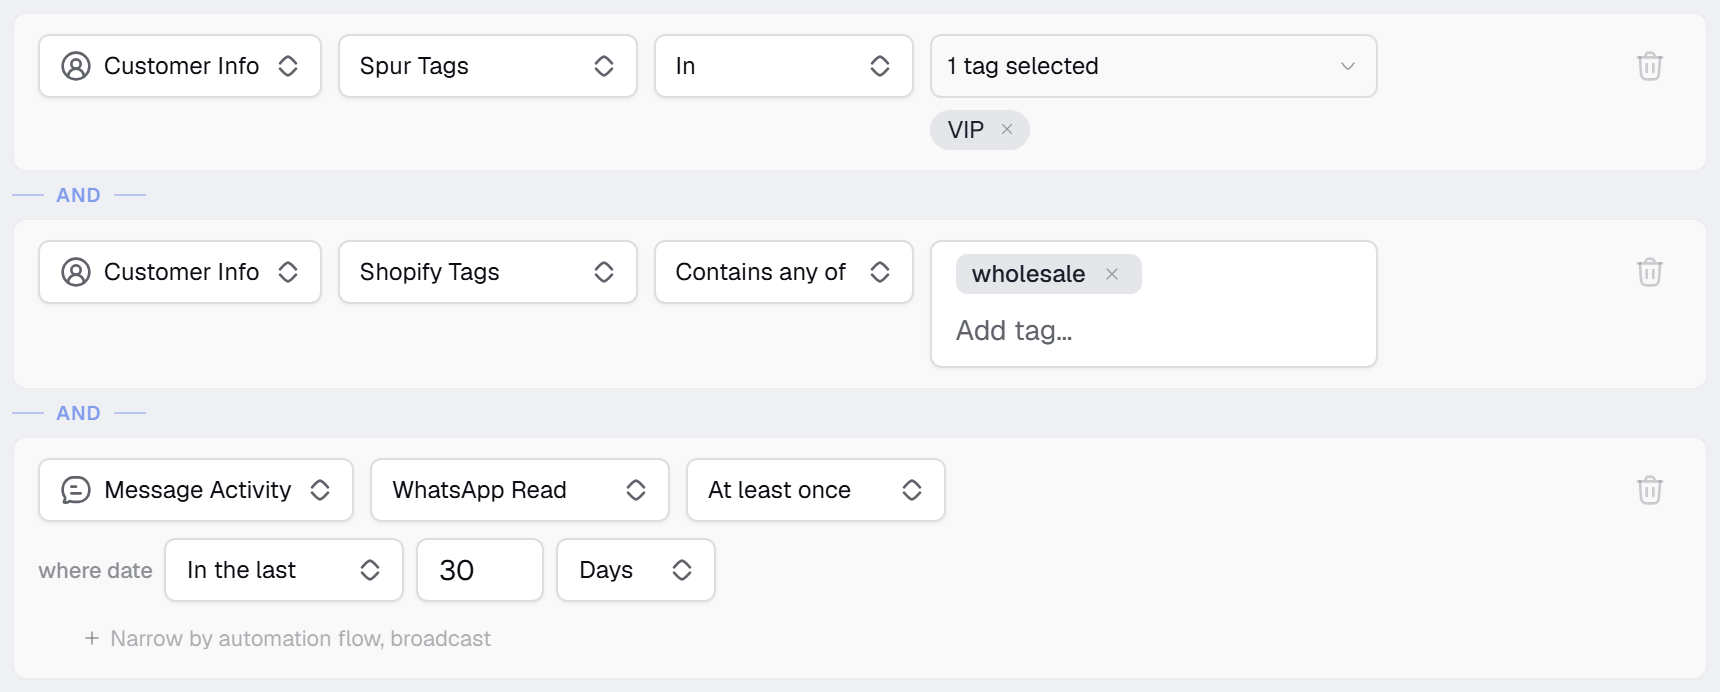 Customer Info Spur Tags In 1 tag selected
VIP ×
AND
Customer Info Shopify Tags Contains any of wholesale ×
Add tag...
AND
Message Activity WhatsApp Read At least once
where date In the last 30 Days
+ Narrow by automation flow, broadcast